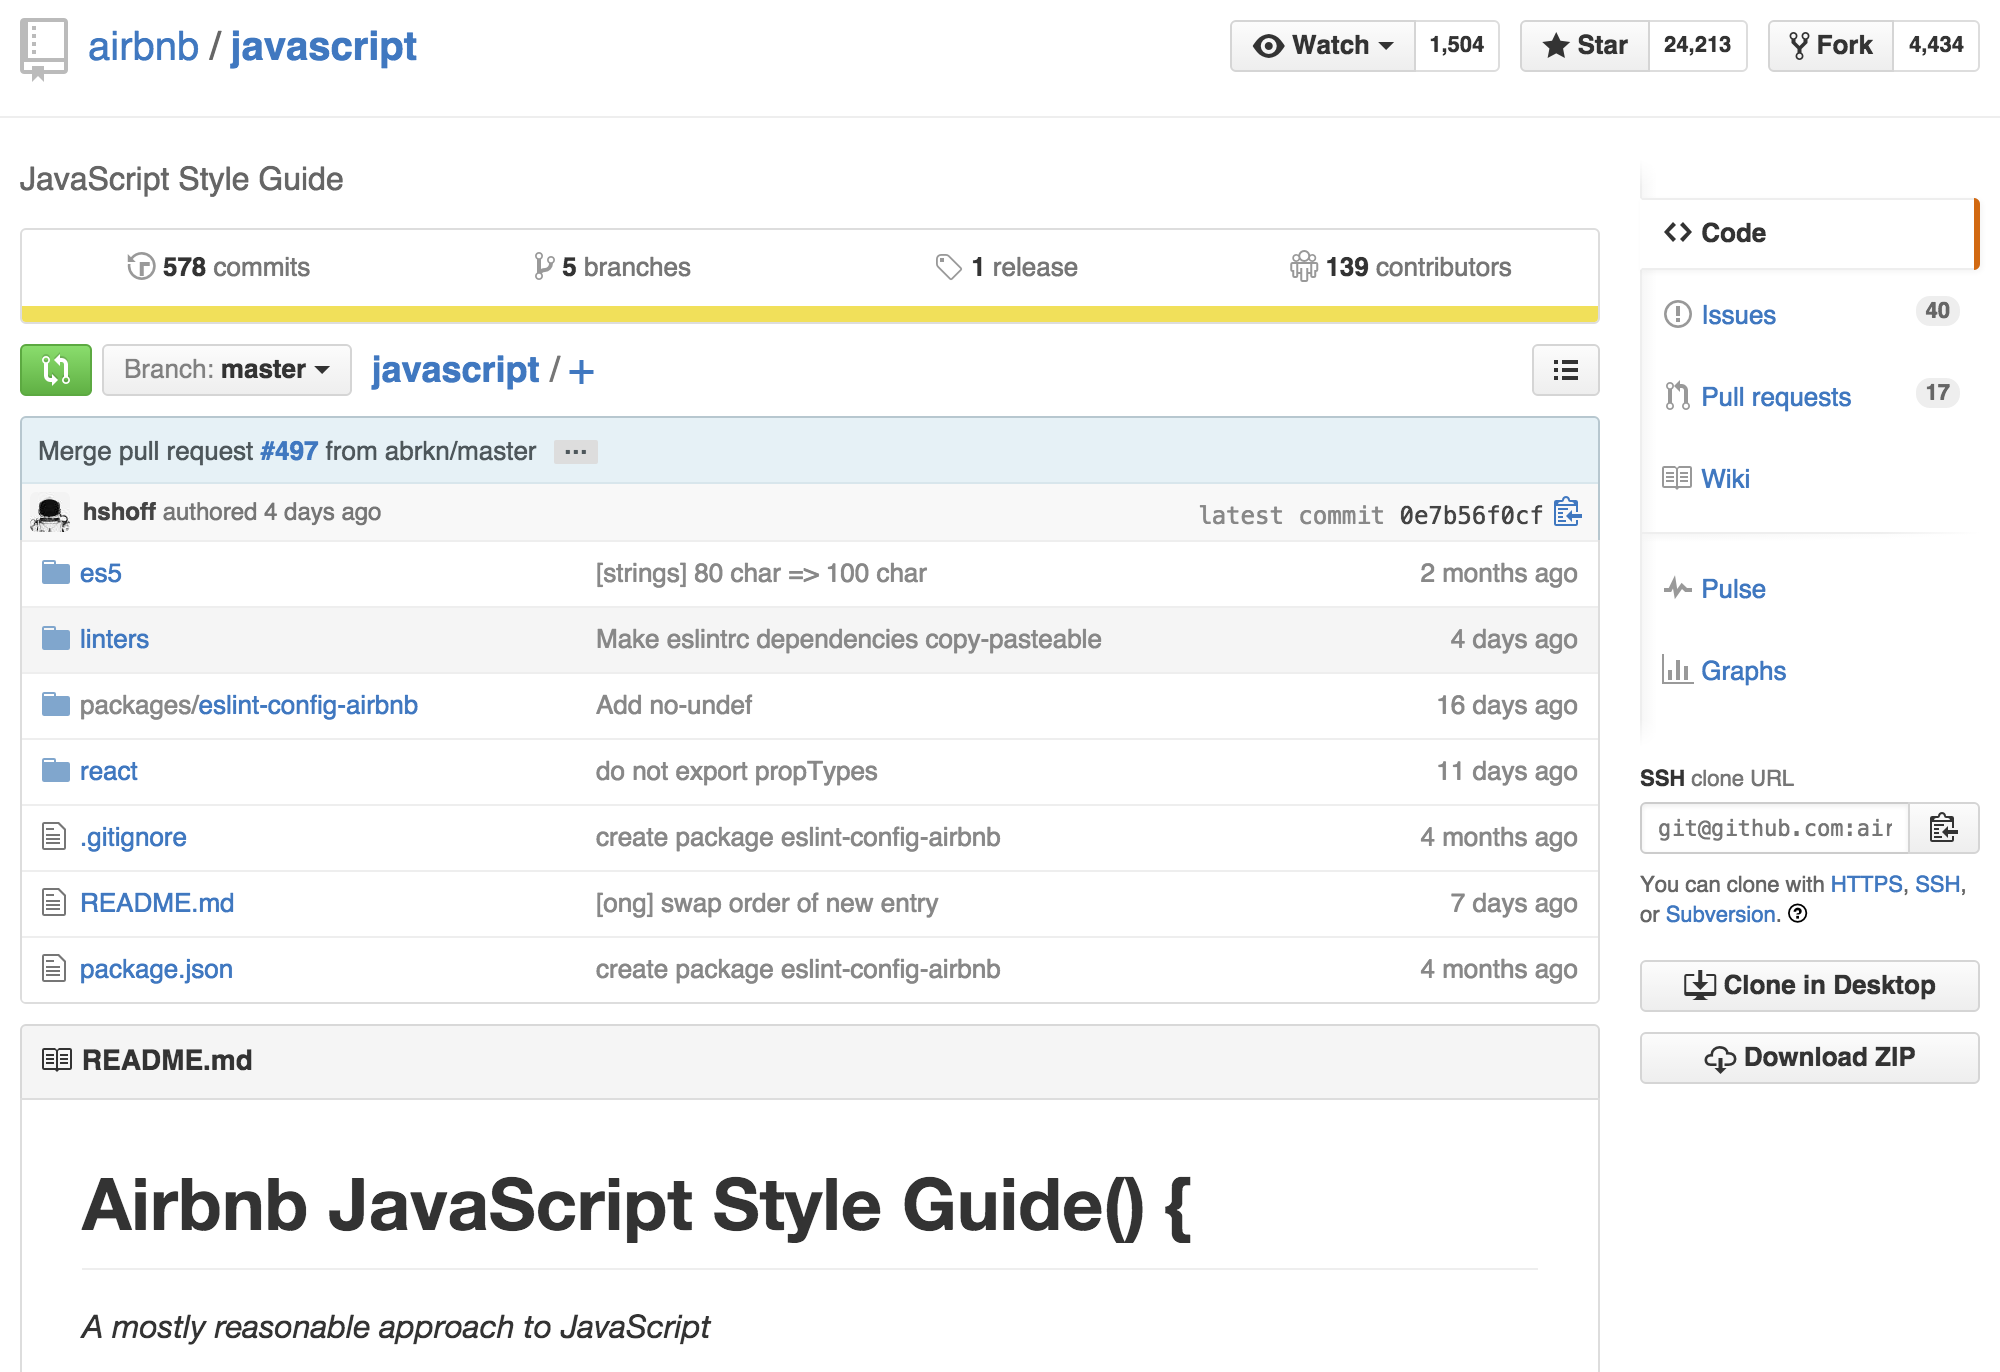 airbnb / javascript
Watch 1,504 Star 24,213 Fork 4,434
JavaScript Style Guide
578 commits 5 branches 1 release 139 contributors
Branch: master javascript / +
Merge pull request #497 from abrkn/master ...
hshoff authored 4 days ago latest commit 0e7b56f0cf
es5 [strings] 80 char => 100 char 2 months ago
linters Make eslintrc dependencies copy-pasteable 4 days ago
packages/eslint-config-airbnb Add no-undef 16 days ago
react do not export propTypes 11 days ago
.gitignore create package eslint-config-airbnb 4 months ago
README.md [ong] swap order of new entry 7 days ago
package.json create package eslint-config-airbnb 4 months ago
README.md
Airbnb JavaScript Style Guide() {
A mostly reasonable approach to JavaScript
Code
Issues 40
Pull requests 17
Wiki
Pulse
Graphs
SSH clone URL
git@github.com:air
You can clone with HTTPS, SSH,
or Subversion.
Clone in Desktop
Download ZIP